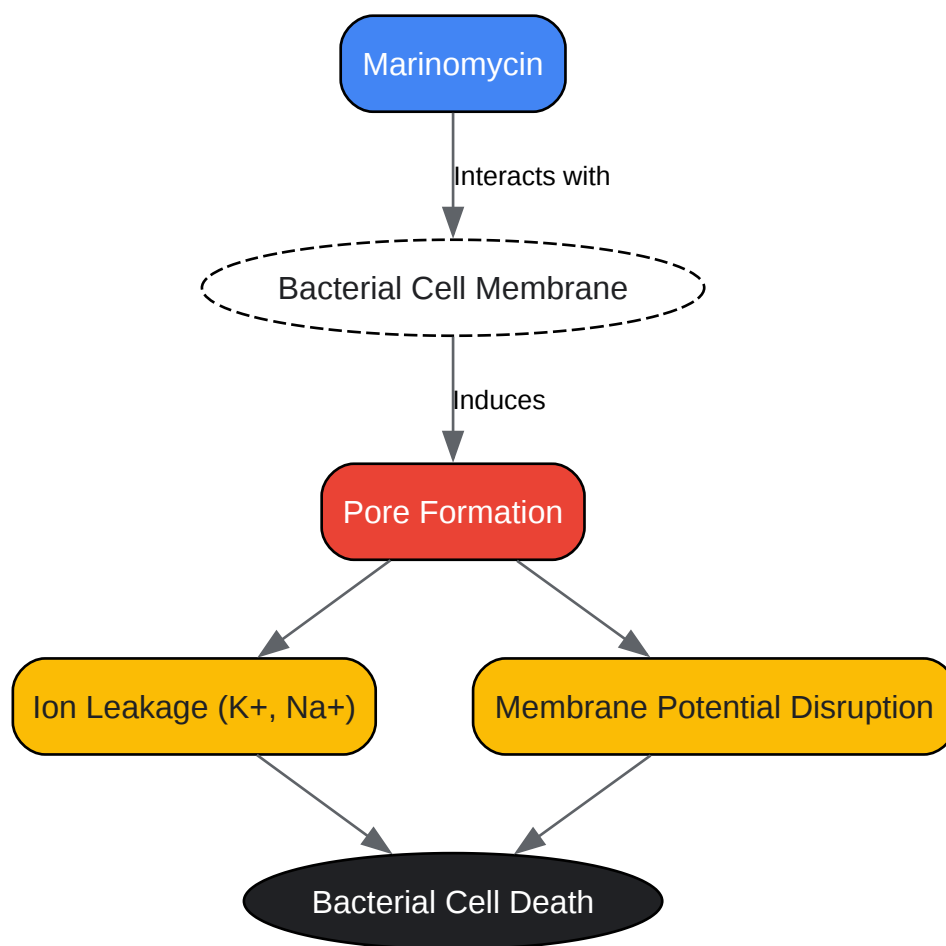 Marinomycin
Interacts with
Bacterial Cell Membrane
Induces
Pore Formation
Ion Leakage (K+, Na+)
Membrane Potential Disruption
Bacterial Cell Death